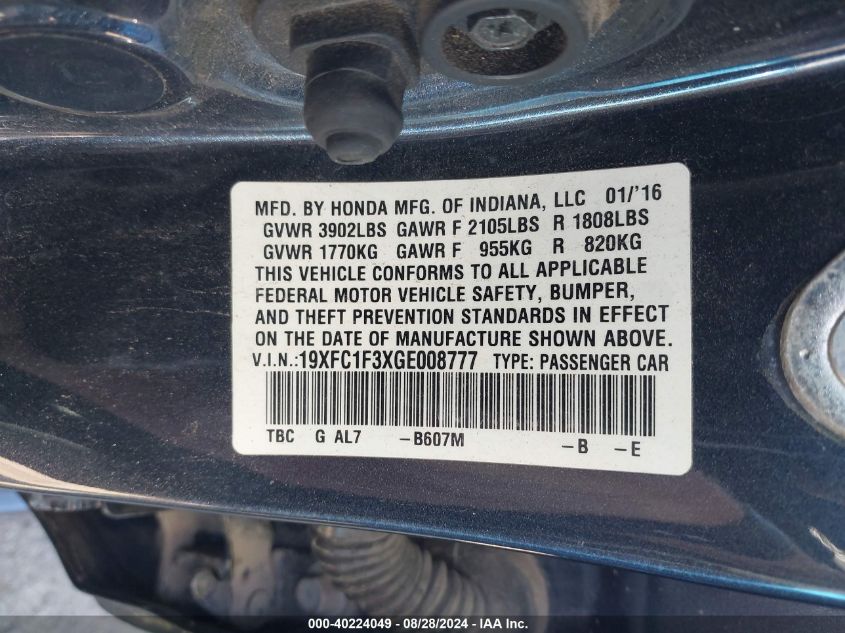 MFD. BY HONDA MFG. OF INDIANA, LLC 01/'16
GVWR 3902LBS GAWR F 2105LBS R 1808LBS
GVWR 1770KG GAWR F 955KG R 820KG
THIS VEHICLE CONFORMS TO ALL APPLICABLE
FEDERAL MOTOR VEHICLE SAFETY, BUMPER,
AND THEFT PREVENTION STANDARDS IN EFFECT
ON THE DATE OF MANUFACTURE SHOWN ABOVE.
V.I.N.:19XFC1F3XGE008777 TYPE: PASSENGER CAR
TBC G AL7 –B607M –B –E
000-40224049 — 08/28/2024 — IAA Inc.